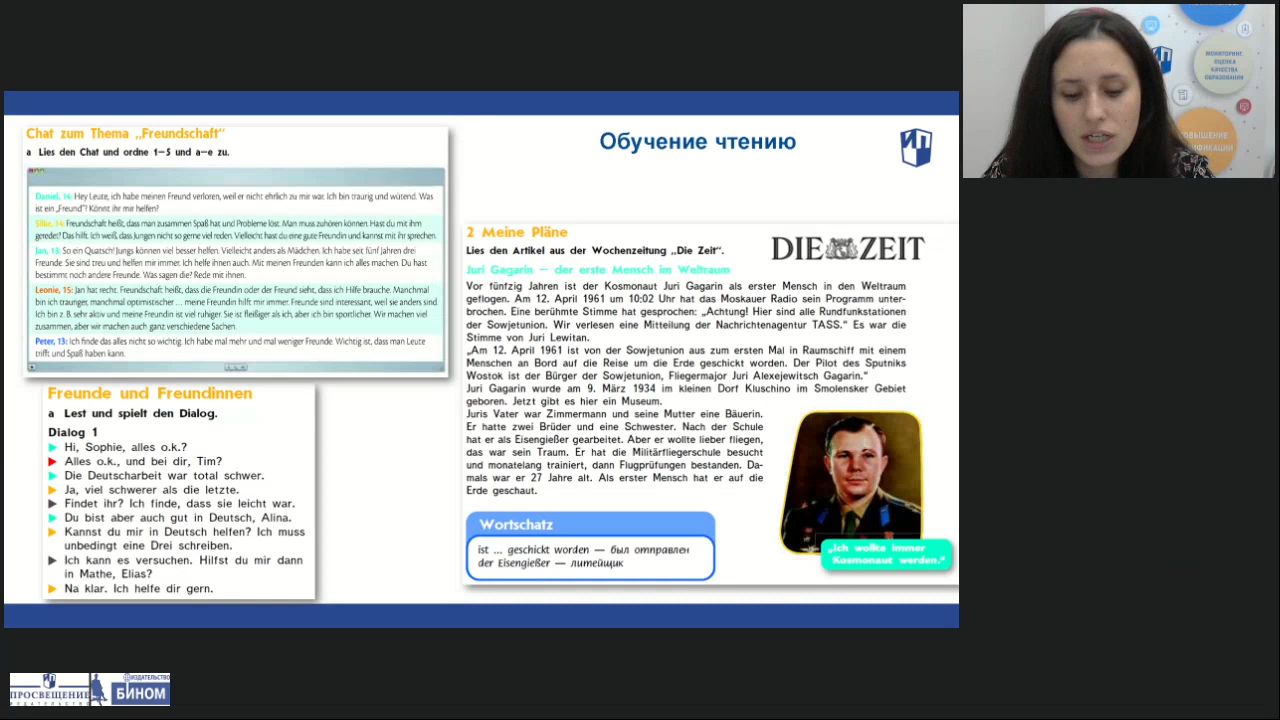 Обучение чтению
Chat zum Thema „Freundschaft“
a Lies den Chat und ordne 1—5 und a—e zu.
Daniel, 14: Hey Leute, ich habe meinen Freund verloren, weil er nicht ehrlich zu mir war. Ich bin traurig und wütend. Was
ist ein „Freund“? Könnt ihr mir helfen?
Silke, 14: Freundschaft heißt, dass man zusammen Spaß hat und Probleme löst. Man muss zuhören können. Hast du mit ihm
geredet? Das hilft. Ich weiß, dass Jungen nicht so gerne viel reden. Vielleicht hast du eine gute Freundin und kannst mit ihr sprechen.
Jan, 13: So ein Quatsch! Jungs können viel besser helfen. Vielleicht anders als Mädchen. Ich habe seit fünf Jahren drei
Freunde. Sie sind treu und helfen mir immer. Ich helfe ihnen auch. Mit meinen Freunden kann ich alles machen. Du hast
bestimmt noch andere Freunde. Was sagen die? Rede mit ihnen.
Leonie, 15: Jan hat recht. Freundschaft heißt, dass die Freundin oder der Freund sieht, dass ich Hilfe brauche. Manchmal
bin ich trauriger, manchmal optimistischer ... meine Freundin hilft mir immer. Freunde sind interessant, weil sie anders sind.
Ich bin z. B. sehr aktiv und meine Freundin ist viel ruhiger. Sie ist fleißiger als ich, aber ich bin sportlicher. Wir machen viel
zusammen, aber wir machen auch ganz verschiedene Sachen.
Peter, 13: Ich finde das alles nicht so wichtig. Ich habe mal mehr und mal weniger Freunde. Wichtig ist, dass man Leute
trifft und Spaß haben kann.
Freunde und Freundinnen
a Lest und spielt den Dialog.
Dialog 1
Hi, Sophie, alles o.k.?
Alles o.k., und bei dir, Tim?
Die Deutscharbeit war total schwer.
Ja, viel schwerer als die letzte.
Findet ihr? Ich finde, dass sie leicht war.
Du bist aber auch gut in Deutsch, Alina.
Kannst du mir in Deutsch helfen? Ich muss
unbedingt eine Drei schreiben.
Ich kann es versuchen. Hilfst du mir dann
in Mathe, Elias?
Na klar. Ich helfe dir gern.
2 Meine Pläne
Lies den Artikel aus der Wochenzeitung „Die Zeit“.
DIE ZEIT
Juri Gagarin — der erste Mensch im Weltraum
Vor fünfzig Jahren ist der Kosmonaut Juri Gagarin als erster Mensch in den Weltraum
geflogen. Am 12. April 1961 um 10:02 Uhr hat das Moskauer Radio sein Programm unter-
brochen. Eine berühmte Stimme hat gesprochen: „Achtung! Hier sind alle Rundfunkstationen
der Sowjetunion. Wir verlesen eine Mitteilung der Nachrichtenagentur TASS.“ Es war die
Stimme von Juri Lewitan.
„Am 12. April 1961 ist von der Sowjetunion aus zum ersten Mal in Raumschiff mit einem
Menschen an Bord auf die Reise um die Erde geschickt worden. Der Pilot des Sputniks
Wostok ist der Bürger der Sowjetunion, Fliegermajor Juri Alexejewitsch Gagarin.“
Juri Gagarin wurde am 9. März 1934 im kleinen Dorf Kluschino im Smolensker Gebiet
geboren. Jetzt gibt es hier ein Museum.
Juris Vater war Zimmermann und seine Mutter eine Bäuerin.
Er hatte zwei Brüder und eine Schwester. Nach der Schule
hat er als Eisengießer gearbeitet. Aber er wollte lieber fliegen,
das war sein Traum. Er hat die Militärfliegerschule besucht
und monatelang trainiert, dann Flugprüfungen bestanden. Da-
mals war er 27 Jahre alt. Als erster Mensch hat er auf die
Erde geschaut.
„Ich wollte immer
Kosmonaut werden.“
Wortschatz
ist ... geschickt worden — был отправлен
der Eisengießer — литейщик
МОНИТОРИНГ
ОЦЕНКА
КАЧЕСТВА
ОБРАЗОВАНИЯ
ПРОСВЕЩЕНИЕ
ИЗДАТЕЛЬСТВО
ИЗДАТЕЛЬСТВО
БИНОМ